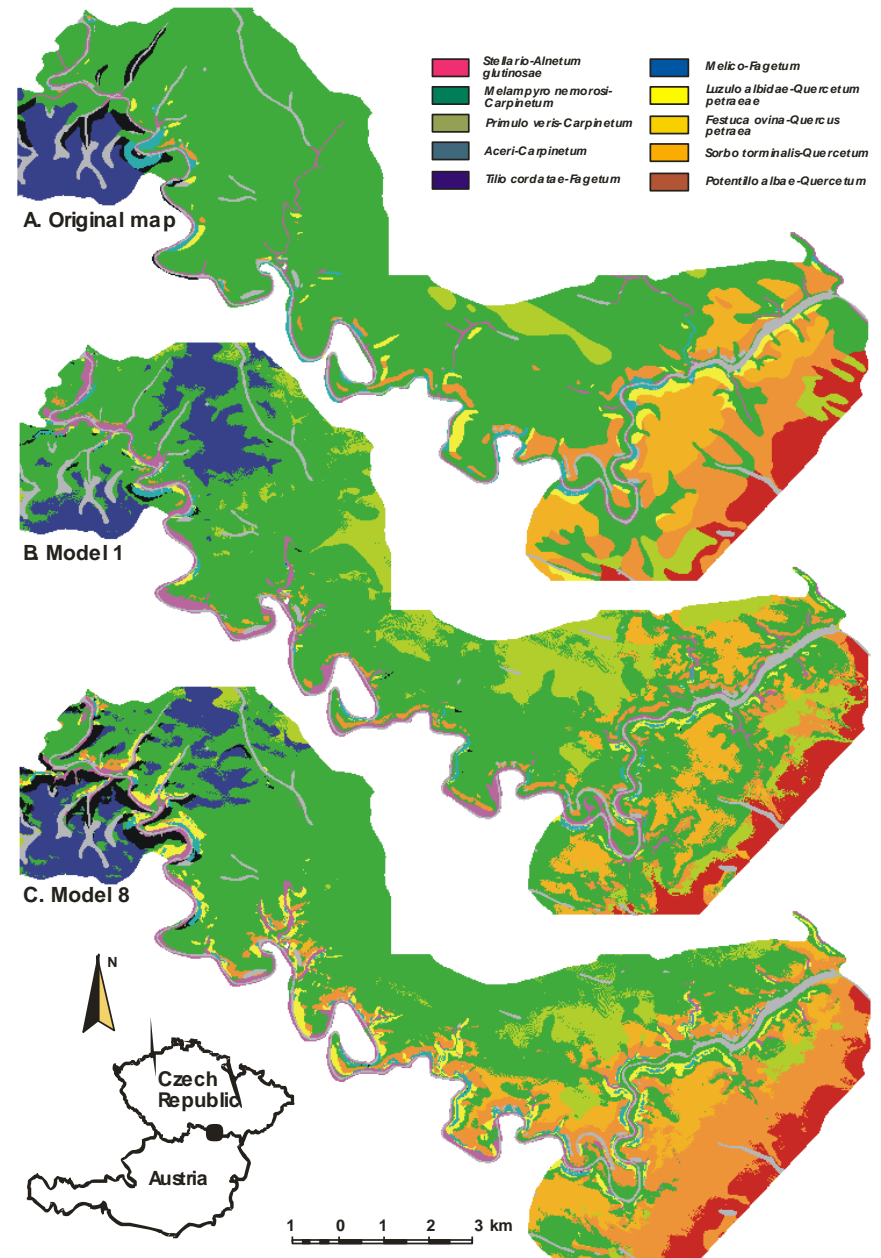 Stellario-Alnetum
glutinosae
Melampyro nemorosi-
Carpinetum
Primulo veris-Carpinetum
Aceri-Carpinetum
Tilio cordatae-Fagetum
Melico-Fagetum
Luzulo albidae-Quercetum
petraeae
Festuca ovina-Quercus
petraea
Sorbo torminalis-Quercetum
Potentillo albae-Quercetum
A. Original map
B. Model 1
C. Model 8
N
Czech
Republic
Austria
1 0 1 2 3 km